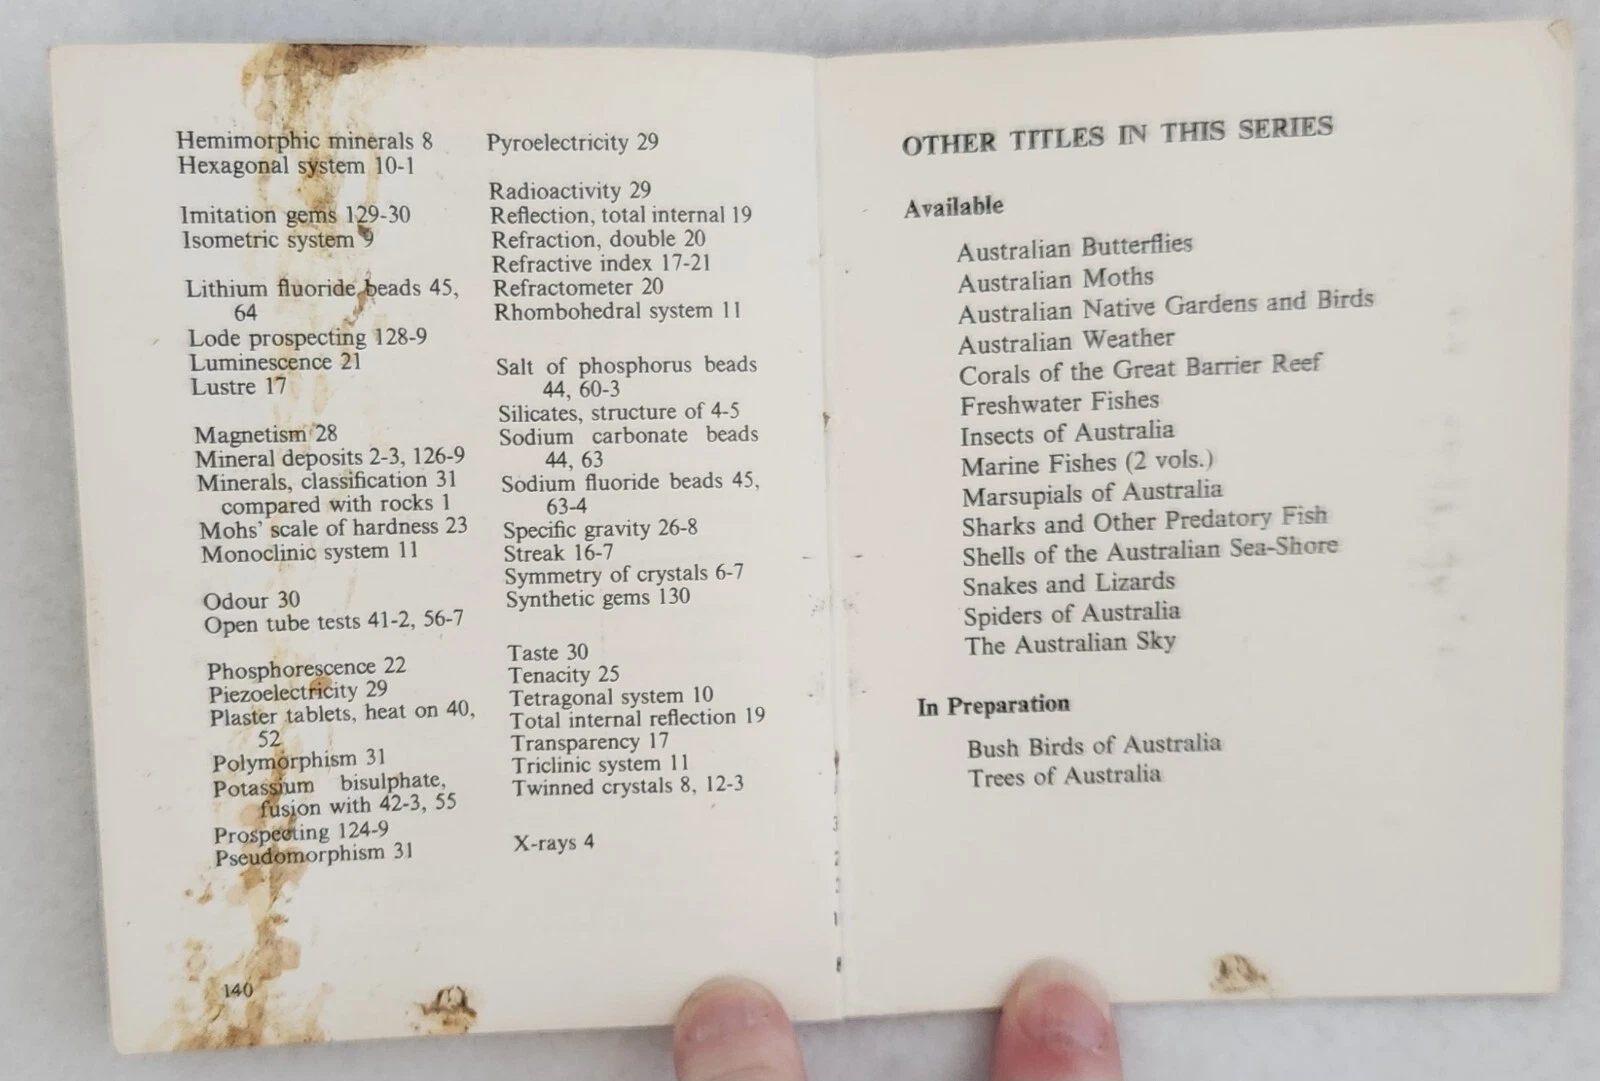 Hemimorphic minerals 8
Hexagonal system 10-1
Imitation gems 129-30
Isometric system 9
Lithium fluoride beads 45,
64
Lode prospecting 128-9
Luminescence 21
Lustre 17
Magnetism 28
Mineral deposits 2-3, 126-9
Minerals, classification 31
compared with rocks 1
Mohs' scale of hardness 23
Monoclinic system 11
Odour 30
Open tube tests 41-2, 56-7
Phosphorescence 22
Piezoelectricity 29
Plaster tablets, heat on 40,
52
Polymorphism 31
Potassium bisulphate,
fusion with 42-3, 55
Prospecting 124-9
Pseudomorphism 31
140
Pyroelectricity 29
Radioactivity 29
Reflection, total internal 19
Refraction, double 20
Refractive index 17-21
Refractometer 20
Rhombohedral system 11
Salt of phosphorus beads
44, 60-3
Silicates, structure of 4-5
Sodium carbonate beads
44, 63
Sodium fluoride beads 45,
63-4
Specific gravity 26-8
Streak 16-7
Symmetry of crystals 6-7
Synthetic gems 130
Taste 30
Tenacity 25
Tetragonal system 10
Total internal reflection 19
Transparency 17
Triclinic system 11
Twinned crystals 8, 12-3
X-rays 4
OTHER TITLES IN THIS SERIES
Available
Australian Butterflies
Australian Moths
Australian Native Gardens and Birds
Australian Weather
Corals of the Great Barrier Reef
Freshwater Fishes
Insects of Australia
Marine Fishes (2 vols.)
Marsupials of Australia
Sharks and Other Predatory Fish
Shells of the Australian Sea-Shore
Snakes and Lizards
Spiders of Australia
The Australian Sky
In Preparation
Bush Birds of Australia
Trees of Australia